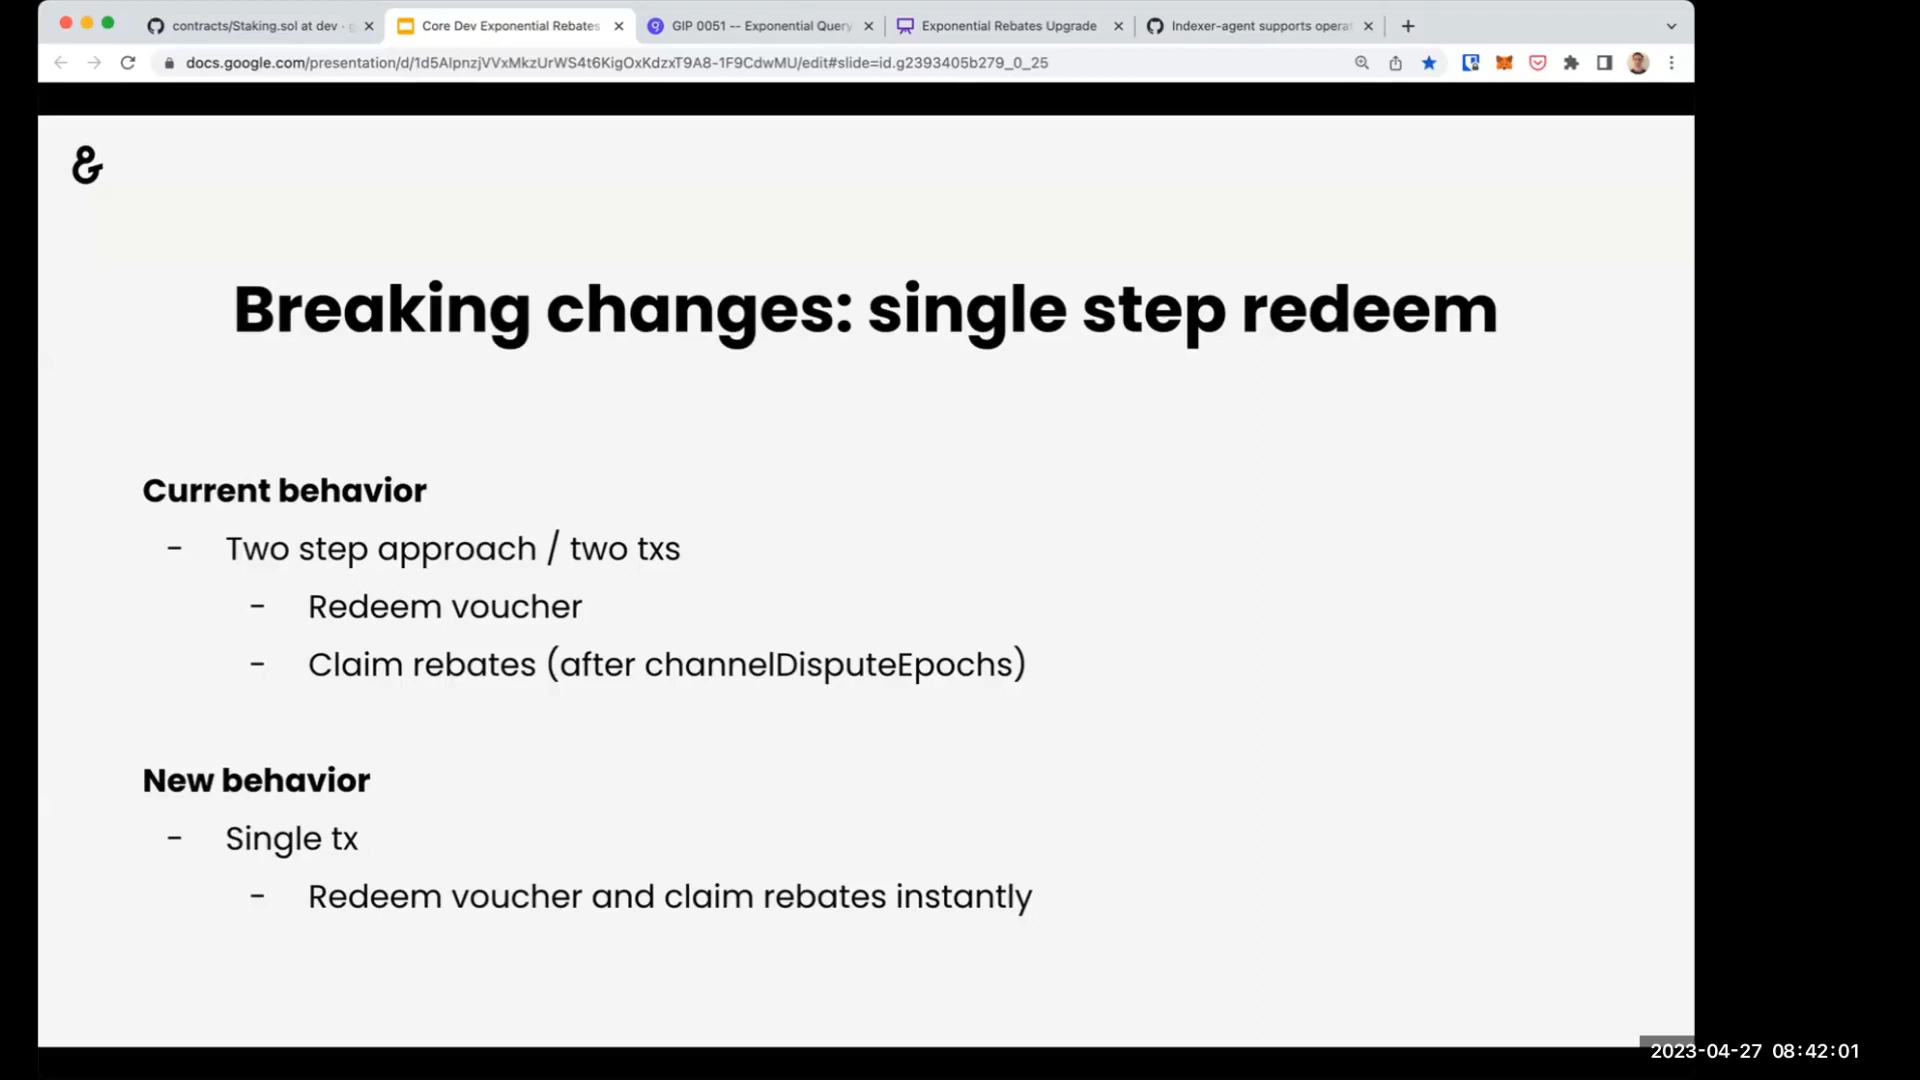 contracts/Staking.sol at dev ·
Core Dev Exponential Rebates
GIP 0051 -- Exponential Query
Exponential Rebates Upgrade
Indexer-agent supports opera
docs.google.com/presentation/d/1d5AlpnzjVVxMkzUrWS4t6KigOxKdzxT9A8-1F9CdwMU/edit#slide=id.g2393405b279_0_25
&
Breaking changes: single step redeem
Current behavior
- Two step approach / two txs
- Redeem voucher
- Claim rebates (after channelDisputeEpochs)
New behavior
- Single tx
- Redeem voucher and claim rebates instantly
2023-04-27 08:42:01